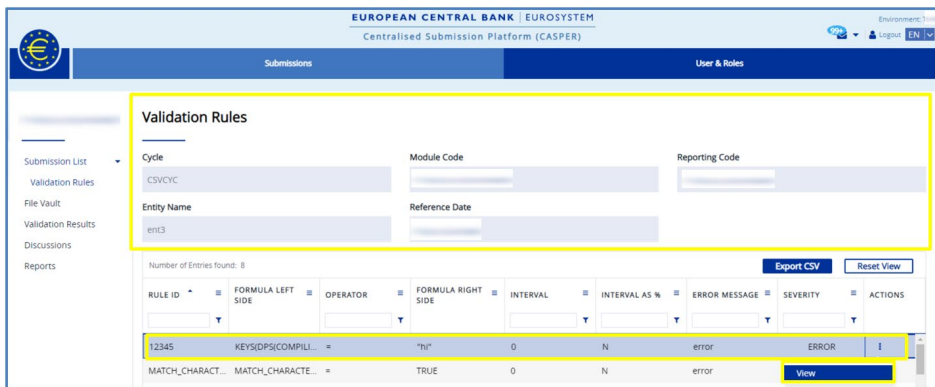 EUROPEAN CENTRAL BANK | EUROSYSTEM
Centralised Submission Platform (CASPER)
Environment:
Logout EN
Submissions User & Roles
Validation Rules
Submission List
Validation Rules
File Vault
Validation Results
Discussions
Reports
Cycle Module Code Reporting Code
CSVCYC
Entity Name Reference Date
ent3
Number of Entries found: 8 Export CSV Reset View
RULE ID FORMULA LEFT SIDE OPERATOR FORMULA RIGHT SIDE INTERVAL INTERVAL AS % ERROR MESSAGE SEVERITY ACTIONS
12345 KEYS(DPS(COMPILI... = "hi" 0 N error ERROR
MATCH_CHARACT... MATCH_CHARACTE... = TRUE 0 N error View